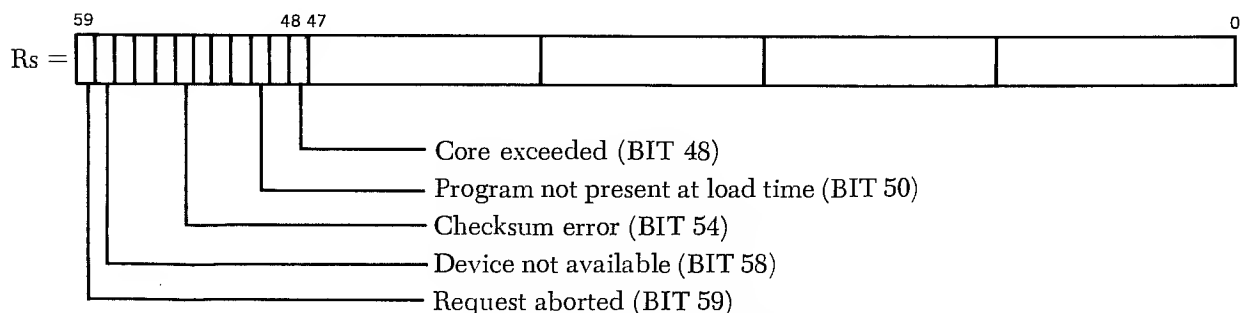 59 48 47 0
Rs =
Core exceeded (BIT 48)
Program not present at load time (BIT 50)
Checksum error (BIT 54)
Device not available (BIT 58)
Request aborted (BIT 59)